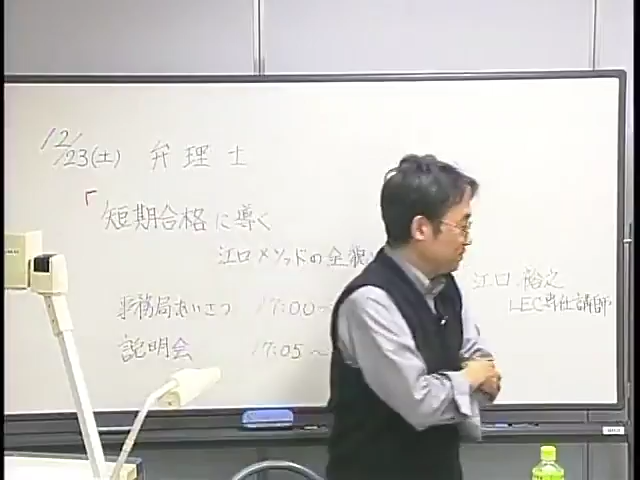 12/23(土) 弁理士
「短期合格に導く
江口メソッドの全貌
江口 裕之
LEC専任講師
事務局あいさつ 17:00~
説明会 17:05~